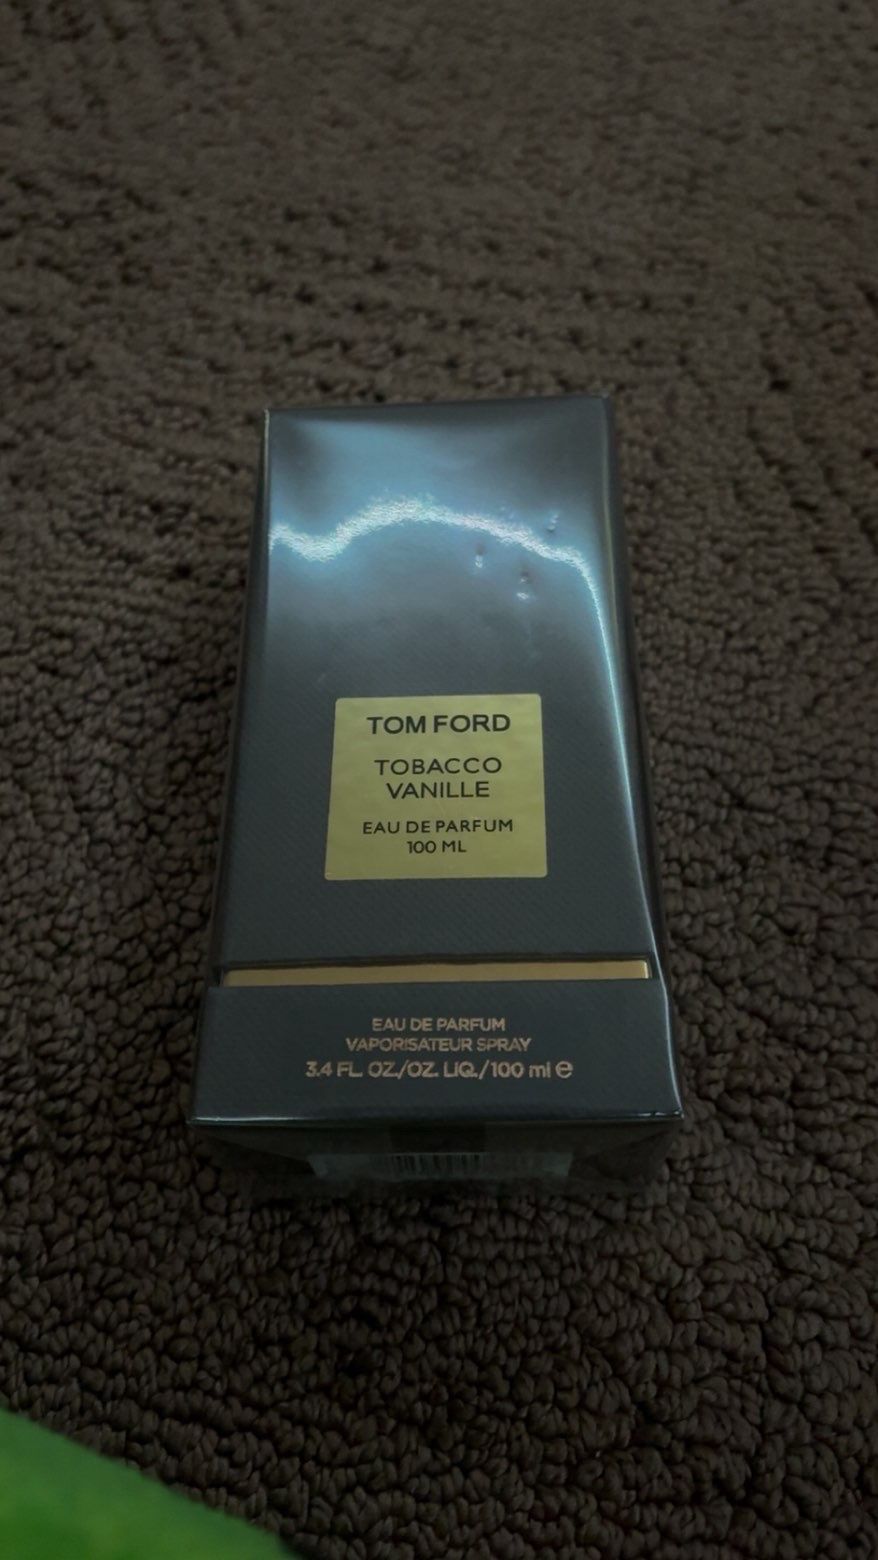 TOM FORD
TOBACCO
VANILLE
EAU DE PARFUM
100 ML
EAU DE PARFUM
VAPORISATEUR SPRAY
3.4 FL. OZ./OZ. LIQ./100 ml ℮